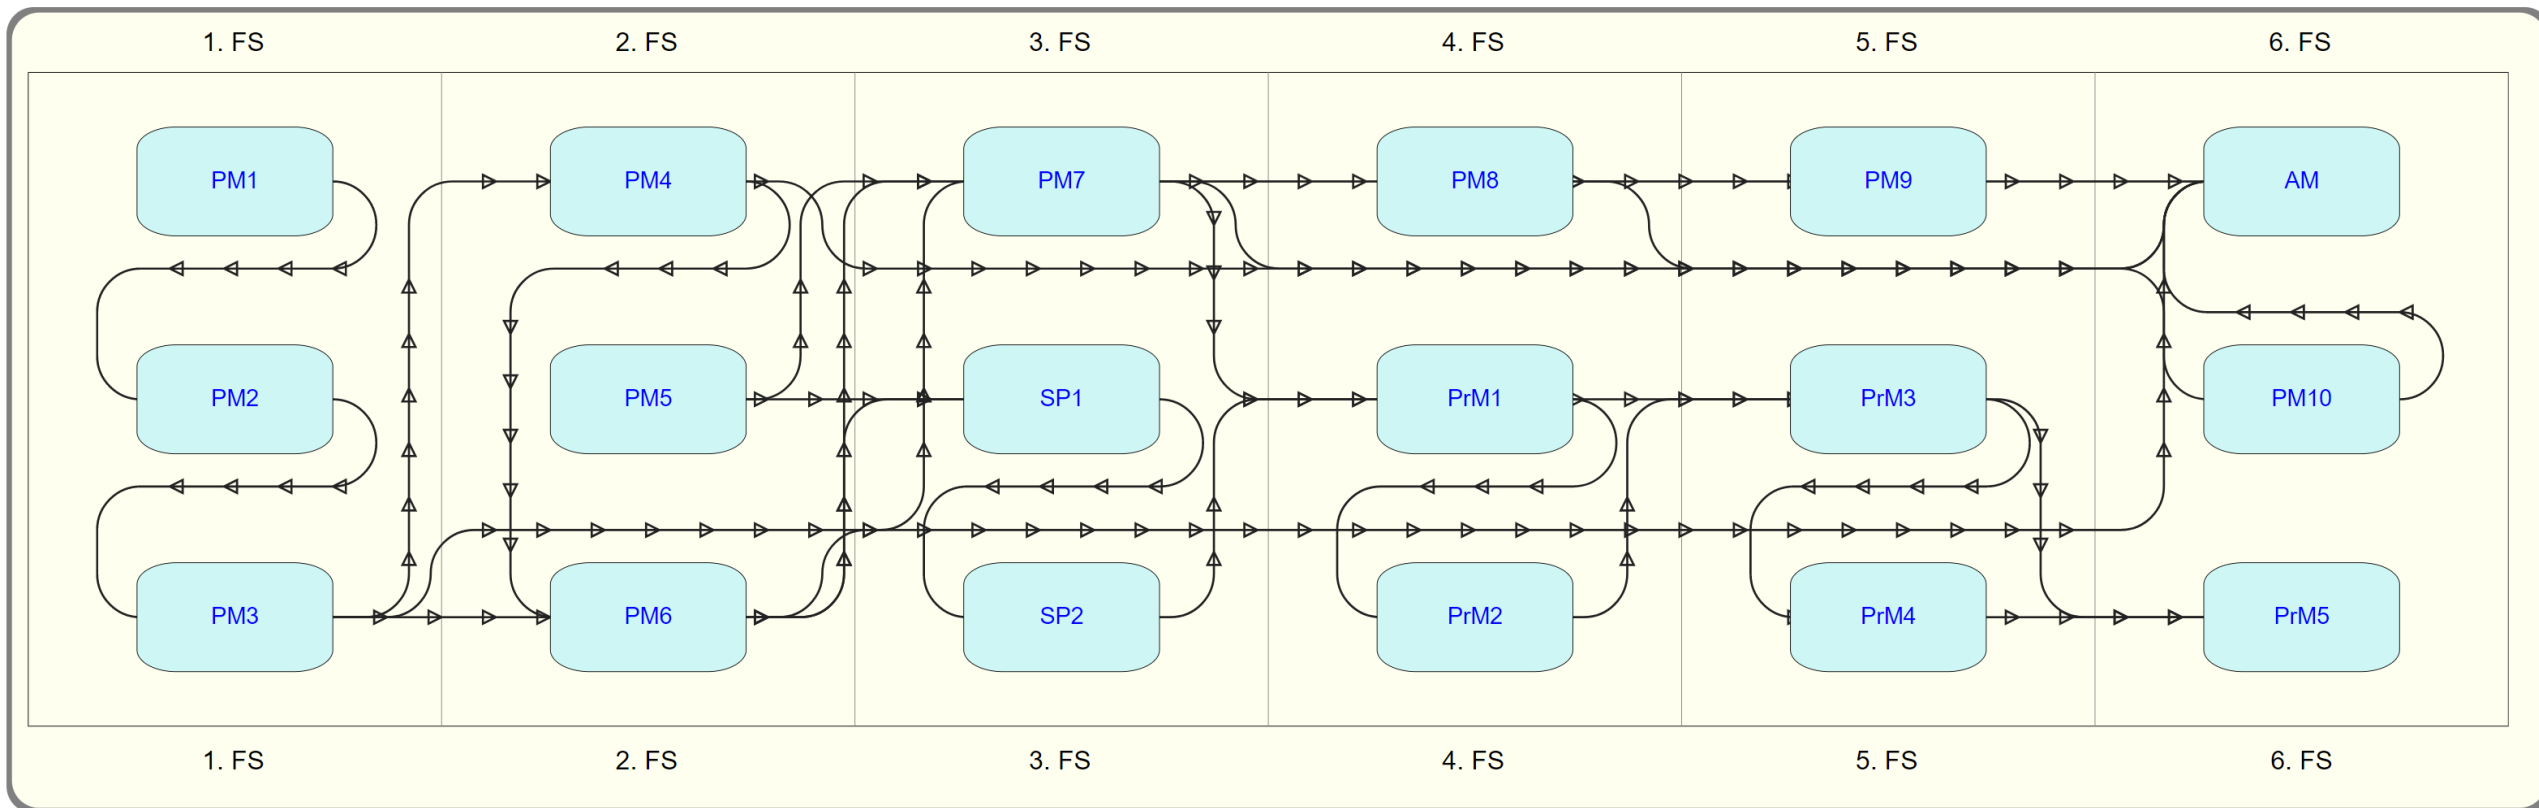 1. FS 2. FS 3. FS 4. FS 5. FS 6. FS
PM1 PM4 PM7 PM8 PM9 AM
PM2 PM5 SP1 PrM1 PrM3 PM10
PM3 PM6 SP2 PrM2 PrM4 PrM5
1. FS 2. FS 3. FS 4. FS 5. FS 6. FS